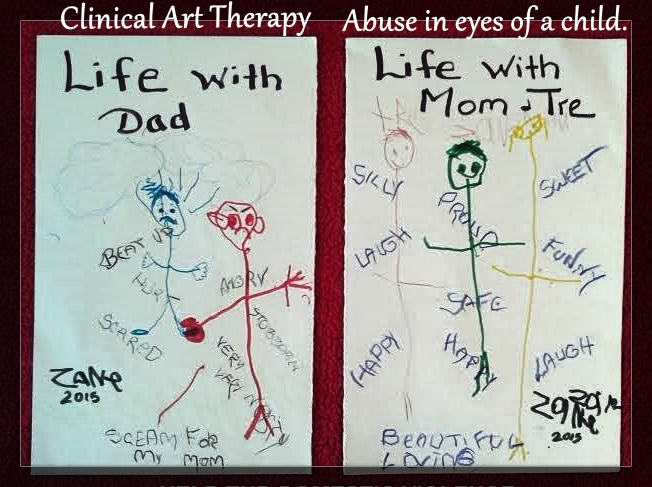 Clinical Art Therapy
Abuse in eyes of a child.
Life with
Dad
BEAT UP
HURT
SCARED
ANGRY
STUBBORN
VERY
VERY
ZANE
2015
SCEAM FOR
My MOM
Life with
Mom & Tre
SILLY
LAUGH
HAPPY
PROUD
SAFE
HAPPY
SWEET
FUNNY
LAUGH
2015
BEAUTIFUL
LOVING